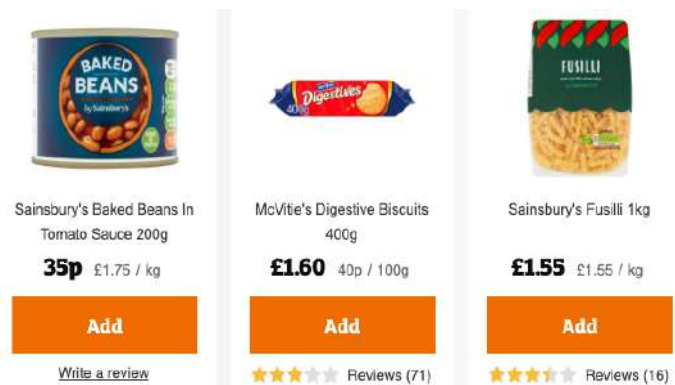 BAKED
BEANS
by Sainsbury's
Digestives
400g
FUSILLI
Sainsbury's Baked Beans In
Tomato Sauce 200g
35p £1.75 / kg
Add
Write a review
McVitie's Digestive Biscuits
400g
£1.60 40p / 100g
Add
Reviews (71)
Sainsbury's Fusilli 1kg
£1.55 £1.55 / kg
Add
Reviews (16)